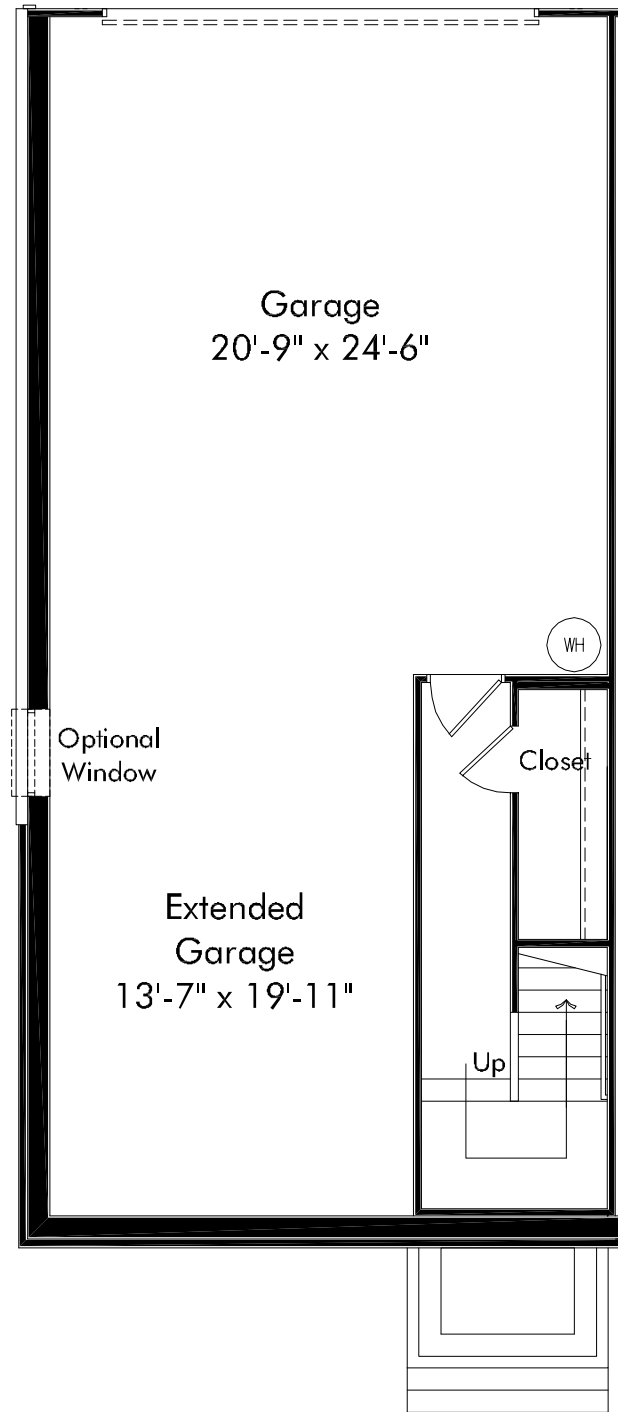 Garage
20'-9" x 24'-6"
WH
Optional
Window
Closet
Extended
Garage
13'-7" x 19'-11"
Up